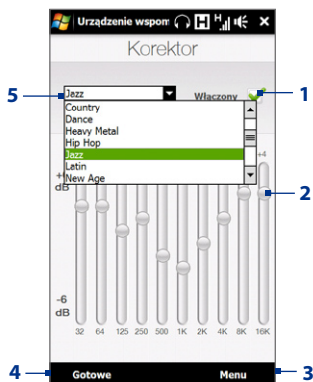 Urządzenie wspom H H
Korektor
5 Jazz Włączony 1
Country
Dance
Heavy Metal
Hip Hop
Jazz
Latin
New Age
+4
dB
2
-6
dB
32 64 125 250 500 1K 2K 4K 8K 16K
4 Gotowe Menu 3